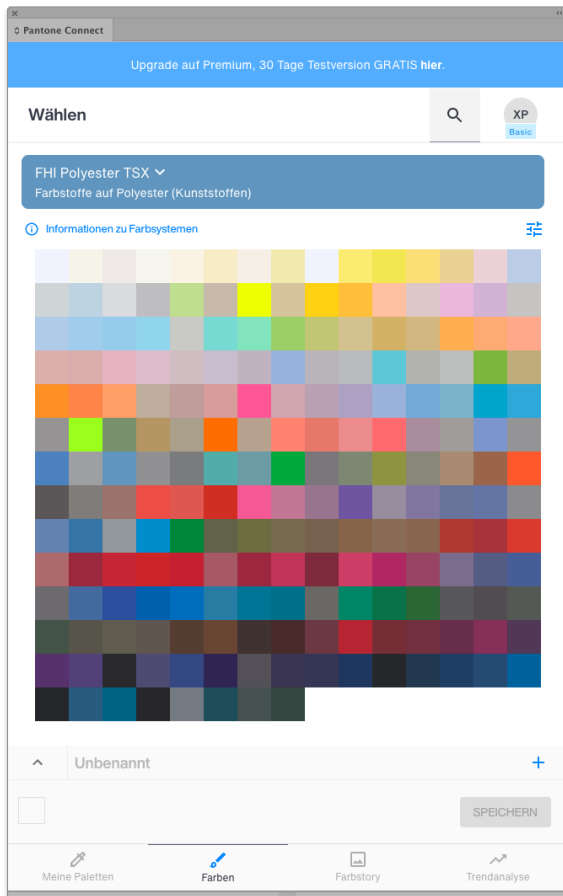 Pantone Connect
Upgrade auf Premium, 30 Tage Testversion GRATIS hier.
Wählen
XP
Basic
FHI Polyester TSX
Farbstoffe auf Polyester (Kunststoffen)
Informationen zu Farbsystemen
Unbenannt
SPEICHERN
Meine Paletten
Farben
Farbstory
Trendanalyse